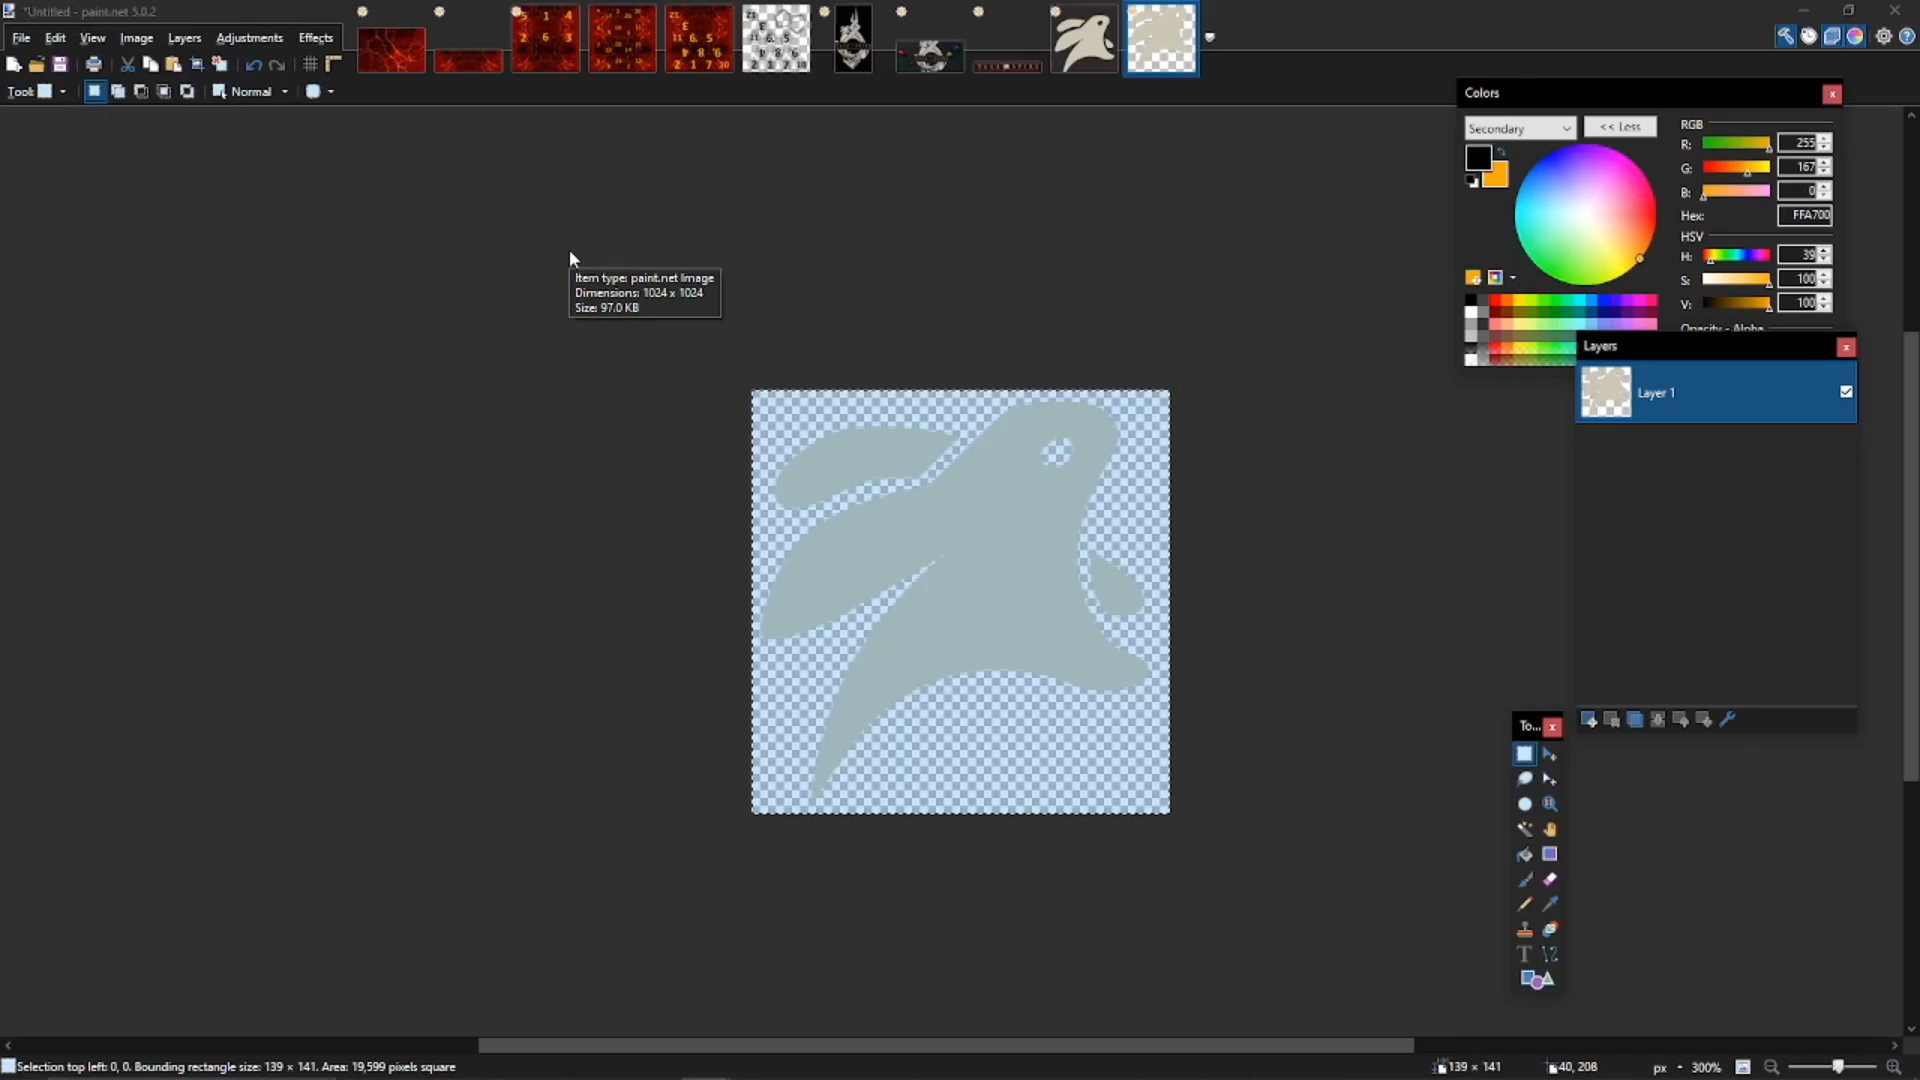 *Untitled - paint.net 5.0.2
File Edit View Image Layers Adjustments Effects
Tool: Normal
Item type: paint.net Image
Dimensions: 1024 x 1024
Size: 97.0 KB
Colors
Secondary << Less
RGB
R: 255
G: 167
B: 0
Hex: FFA700
HSV
H: 39
S: 100
V: 100
Opacity - Alpha
Layers
Layer 1
To...
Selection top left: 0, 0. Bounding rectangle size: 139 × 141. Area: 19,599 pixels square
139 × 141 40, 208 px 300%